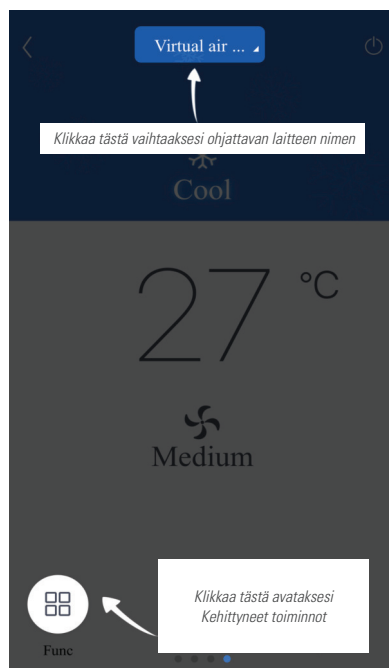 Virtual air ...
Klikkaa tästä vaihtaaksesi ohjattavan laitteen nimen
Cool
27 °C
Medium
Klikkaa tästä avataksesi
Kehittyneet toiminnot
Func